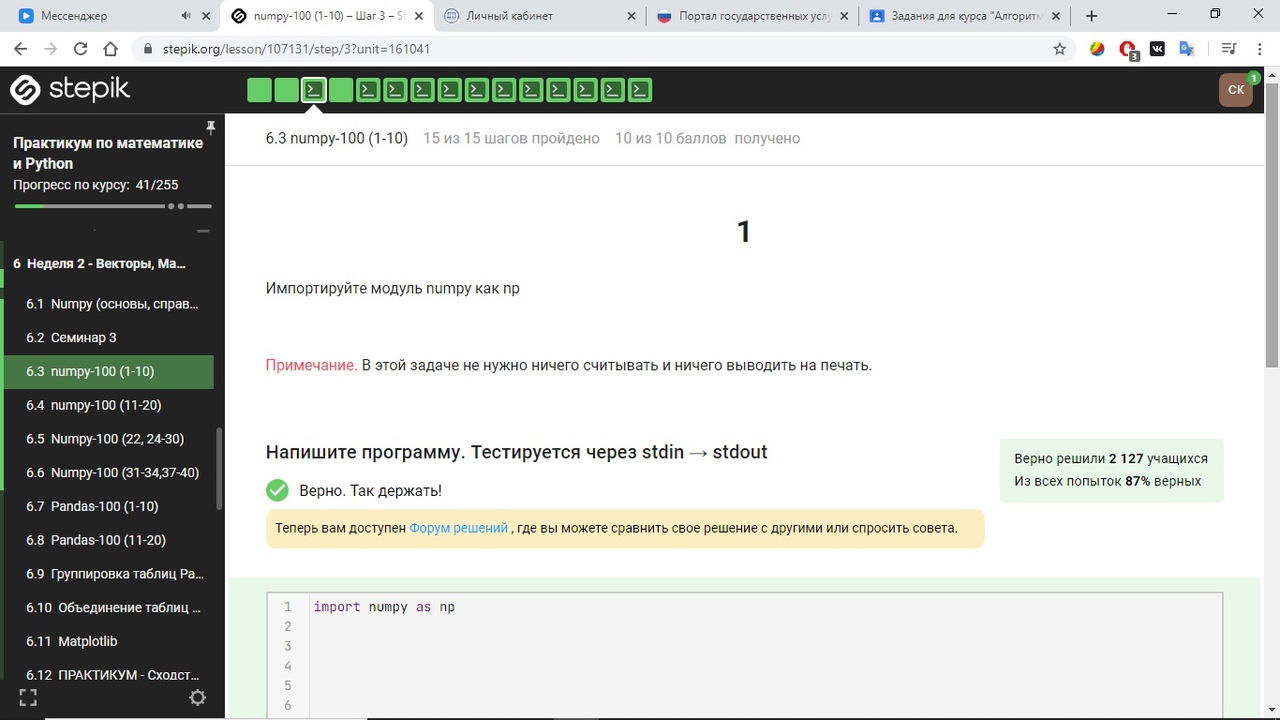 Мессенджер
numpy-100 (1-10) – Шаг 3 – St
Личный кабинет
Портал государственных услу
Задания для курса "Алгоритм
stepik.org/lesson/107131/step/3?unit=161041
3
stepik
СК
1
Практикум по математике
и Python
Прогресс по курсу: 41/255
6 Неделя 2 - Векторы, Ма...
6.1 Numpy (основы, справ...
6.2 Семинар 3
6.3 numpy-100 (1-10)
6.4 numpy-100 (11-20)
6.5 Numpy-100 (22, 24-30)
6.6 Numpy-100 (31-34,37-40)
6.7 Pandas-100 (1-10)
6.8 Pandas-100 (11-20)
6.9 Группировка таблиц Pa...
6.10 Объединение таблиц ...
6.11 Matplotlib
6.12 ПРАКТИКУМ - Сходст...
6.3 numpy-100 (1-10) 15 из 15 шагов пройдено 10 из 10 баллов получено
1
Импортируйте модуль numpy как np
Примечание. В этой задаче не нужно ничего считывать и ничего выводить на печать.
Напишите программу. Тестируется через stdin → stdout
Верно. Так держать!
Верно решили 2 127 учащихся
Из всех попыток 87% верных
Теперь вам доступен Форум решений , где вы можете сравнить свое решение с другими или спросить совета.
1 import numpy as np
2
3
4
5
6